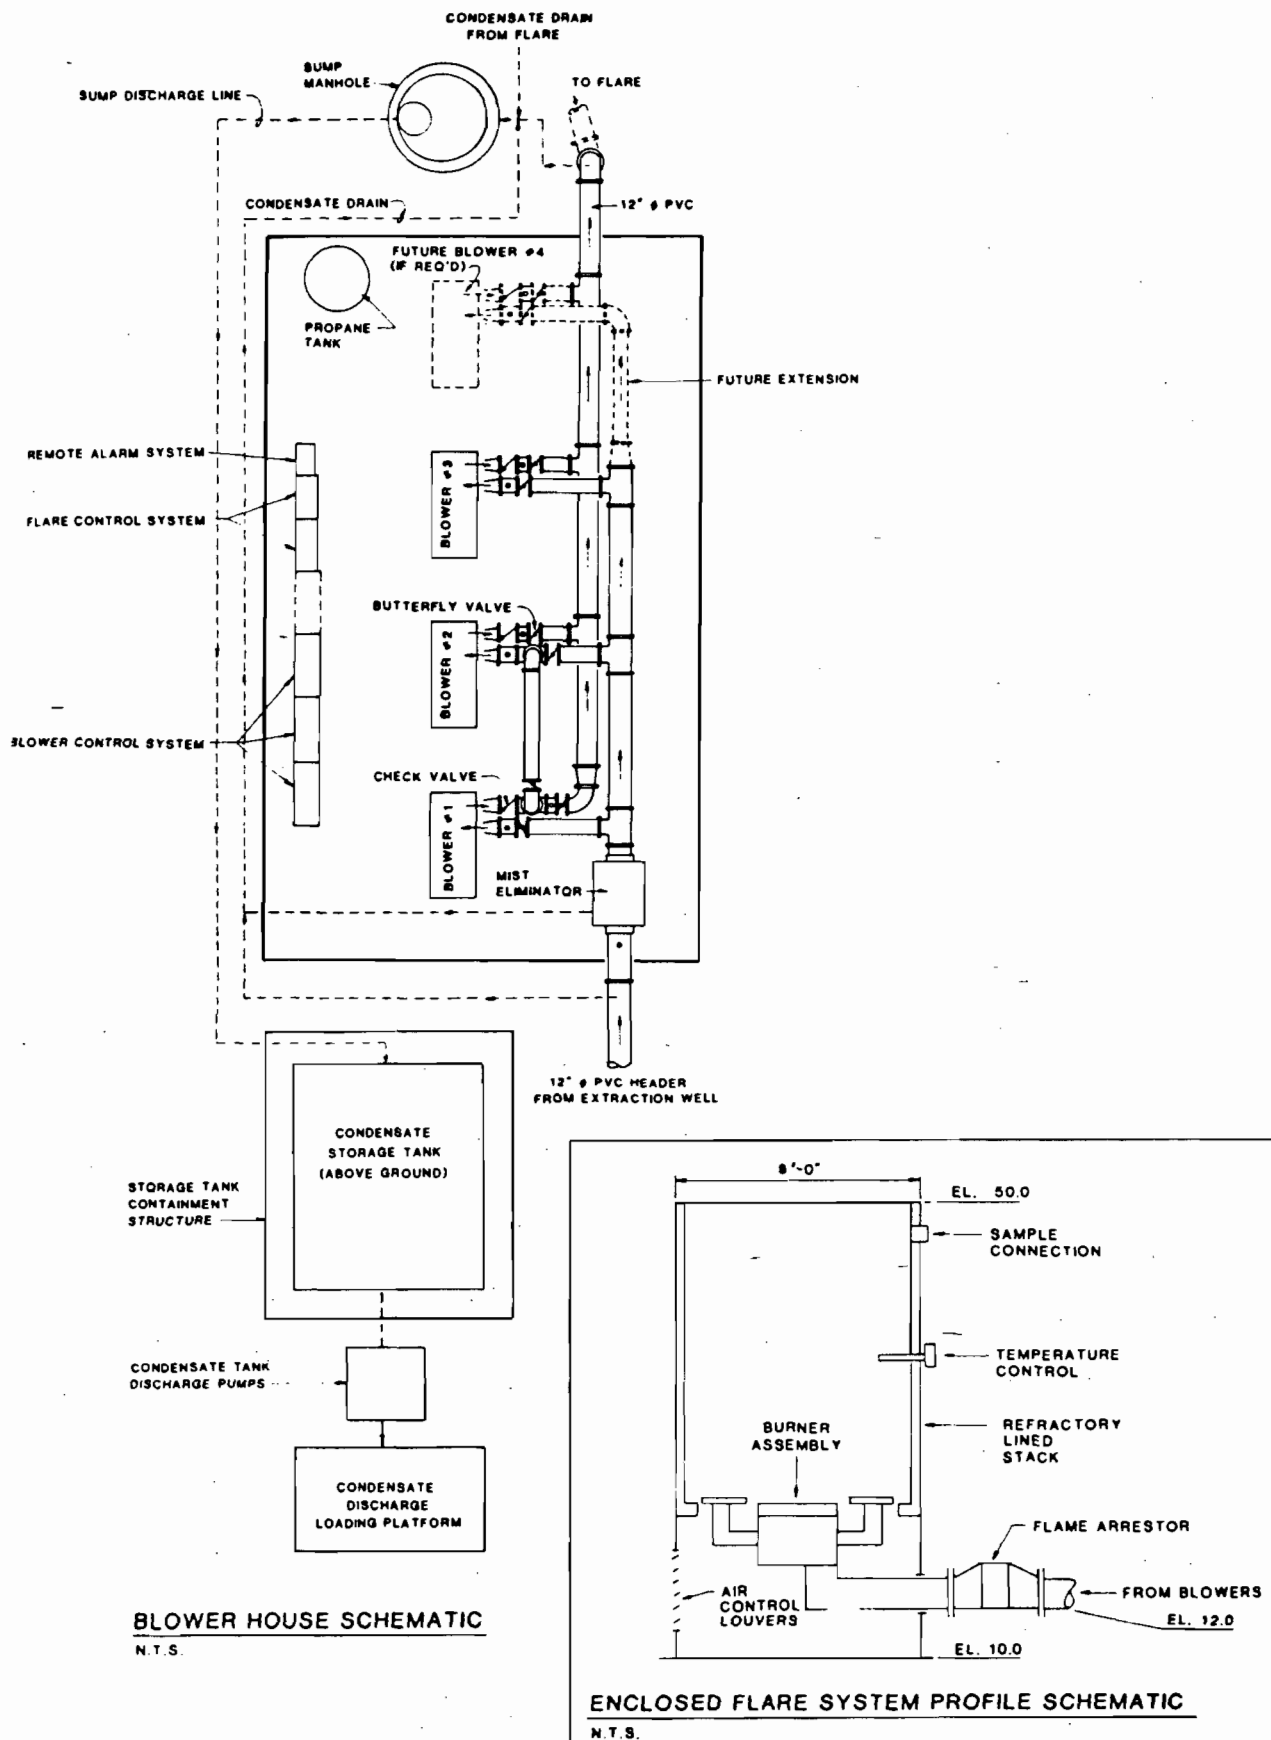 CONDENSATE DRAIN
FROM FLARE
SUMP
MANHOLE
SUMP DISCHARGE LINE
TO FLARE
CONDENSATE DRAIN
12" ø PVC
FUTURE BLOWER #4
(IF REQ'D)
PROPANE
TANK
FUTURE EXTENSION
REMOTE ALARM SYSTEM
BLOWER #3
FLARE CONTROL SYSTEM
BUTTERFLY VALVE
BLOWER #2
BLOWER CONTROL SYSTEM
CHECK VALVE
BLOWER #1
MIST
ELIMINATOR
12" ø PVC HEADER
FROM EXTRACTION WELL
CONDENSATE
STORAGE TANK
(ABOVE GROUND)
STORAGE TANK
CONTAINMENT
STRUCTURE
CONDENSATE TANK
DISCHARGE PUMPS
CONDENSATE
DISCHARGE
LOADING PLATFORM
BLOWER HOUSE SCHEMATIC
N.T.S.
8'-0"
EL. 50.0
SAMPLE
CONNECTION
TEMPERATURE
CONTROL
BURNER
ASSEMBLY
REFRACTORY
LINED
STACK
FLAME ARRESTOR
AIR
CONTROL
LOUVERS
FROM BLOWERS
EL. 12.0
EL. 10.0
ENCLOSED FLARE SYSTEM PROFILE SCHEMATIC
N.T.S.